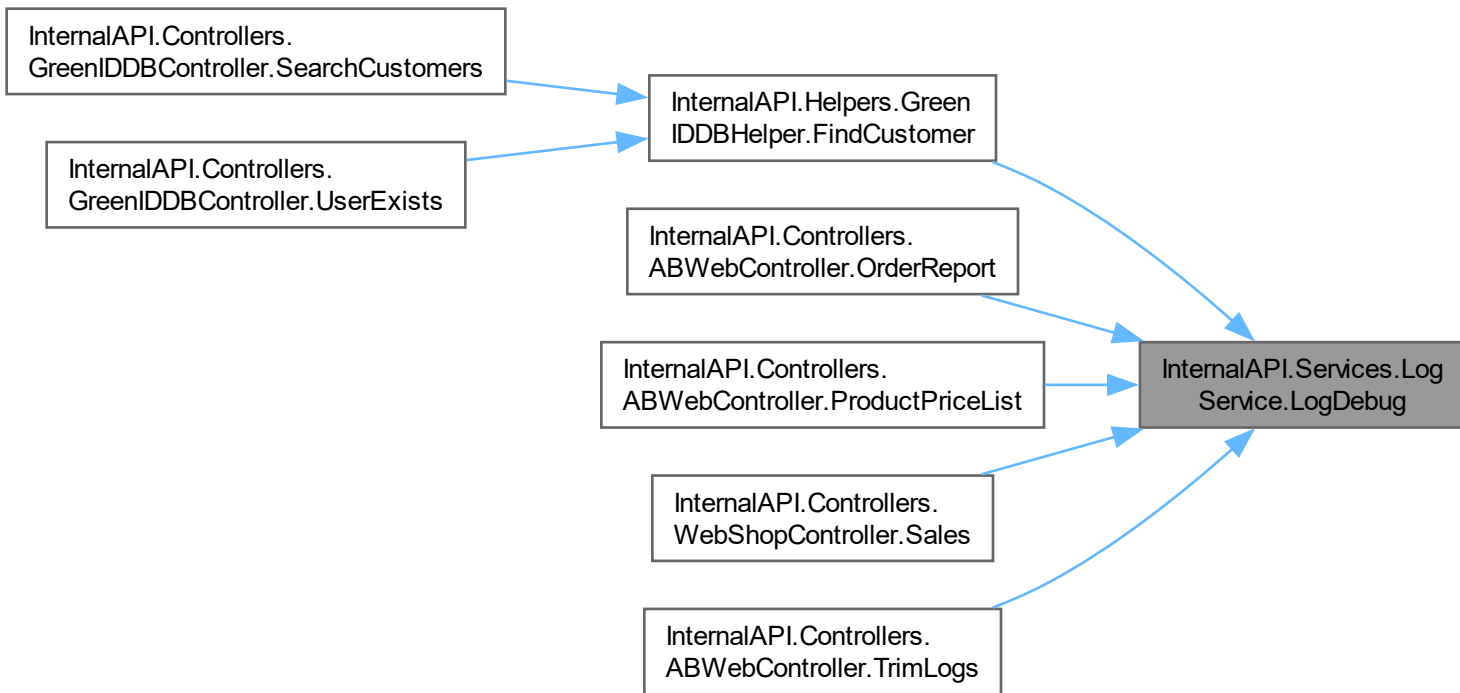 InternalAPI.Controllers.
GreenIDDBController.SearchCustomers
InternalAPI.Controllers.
GreenIDDBController.UserExists
InternalAPI.Helpers.Green
IDDBHelper.FindCustomer
InternalAPI.Controllers.
ABWebController.OrderReport
InternalAPI.Controllers.
ABWebController.ProductPriceList
InternalAPI.Controllers.
WebShopController.Sales
InternalAPI.Controllers.
ABWebController.TrimLogs
InternalAPI.Services.Log
Service.LogDebug